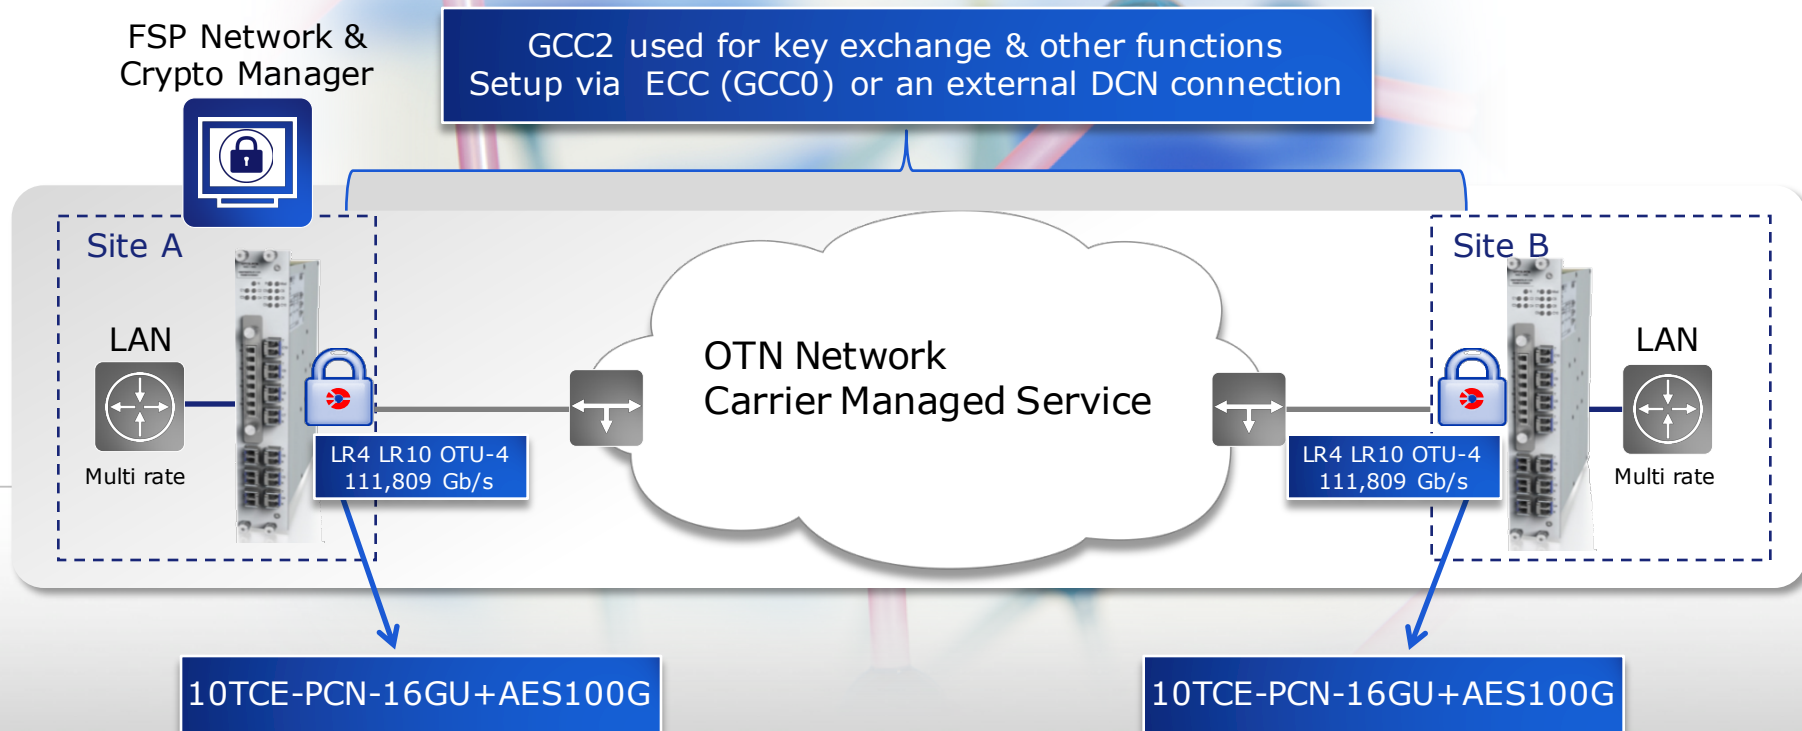 FSP Network &
Crypto Manager
GCC2 used for key exchange & other functions
Setup via ECC (GCC0) or an external DCN connection
Site A
Site B
LAN
Multi rate
LR4 LR10 OTU-4
111,809 Gb/s
OTN Network
Carrier Managed Service
LR4 LR10 OTU-4
111,809 Gb/s
LAN
Multi rate
10TCE-PCN-16GU+AES100G
10TCE-PCN-16GU+AES100G